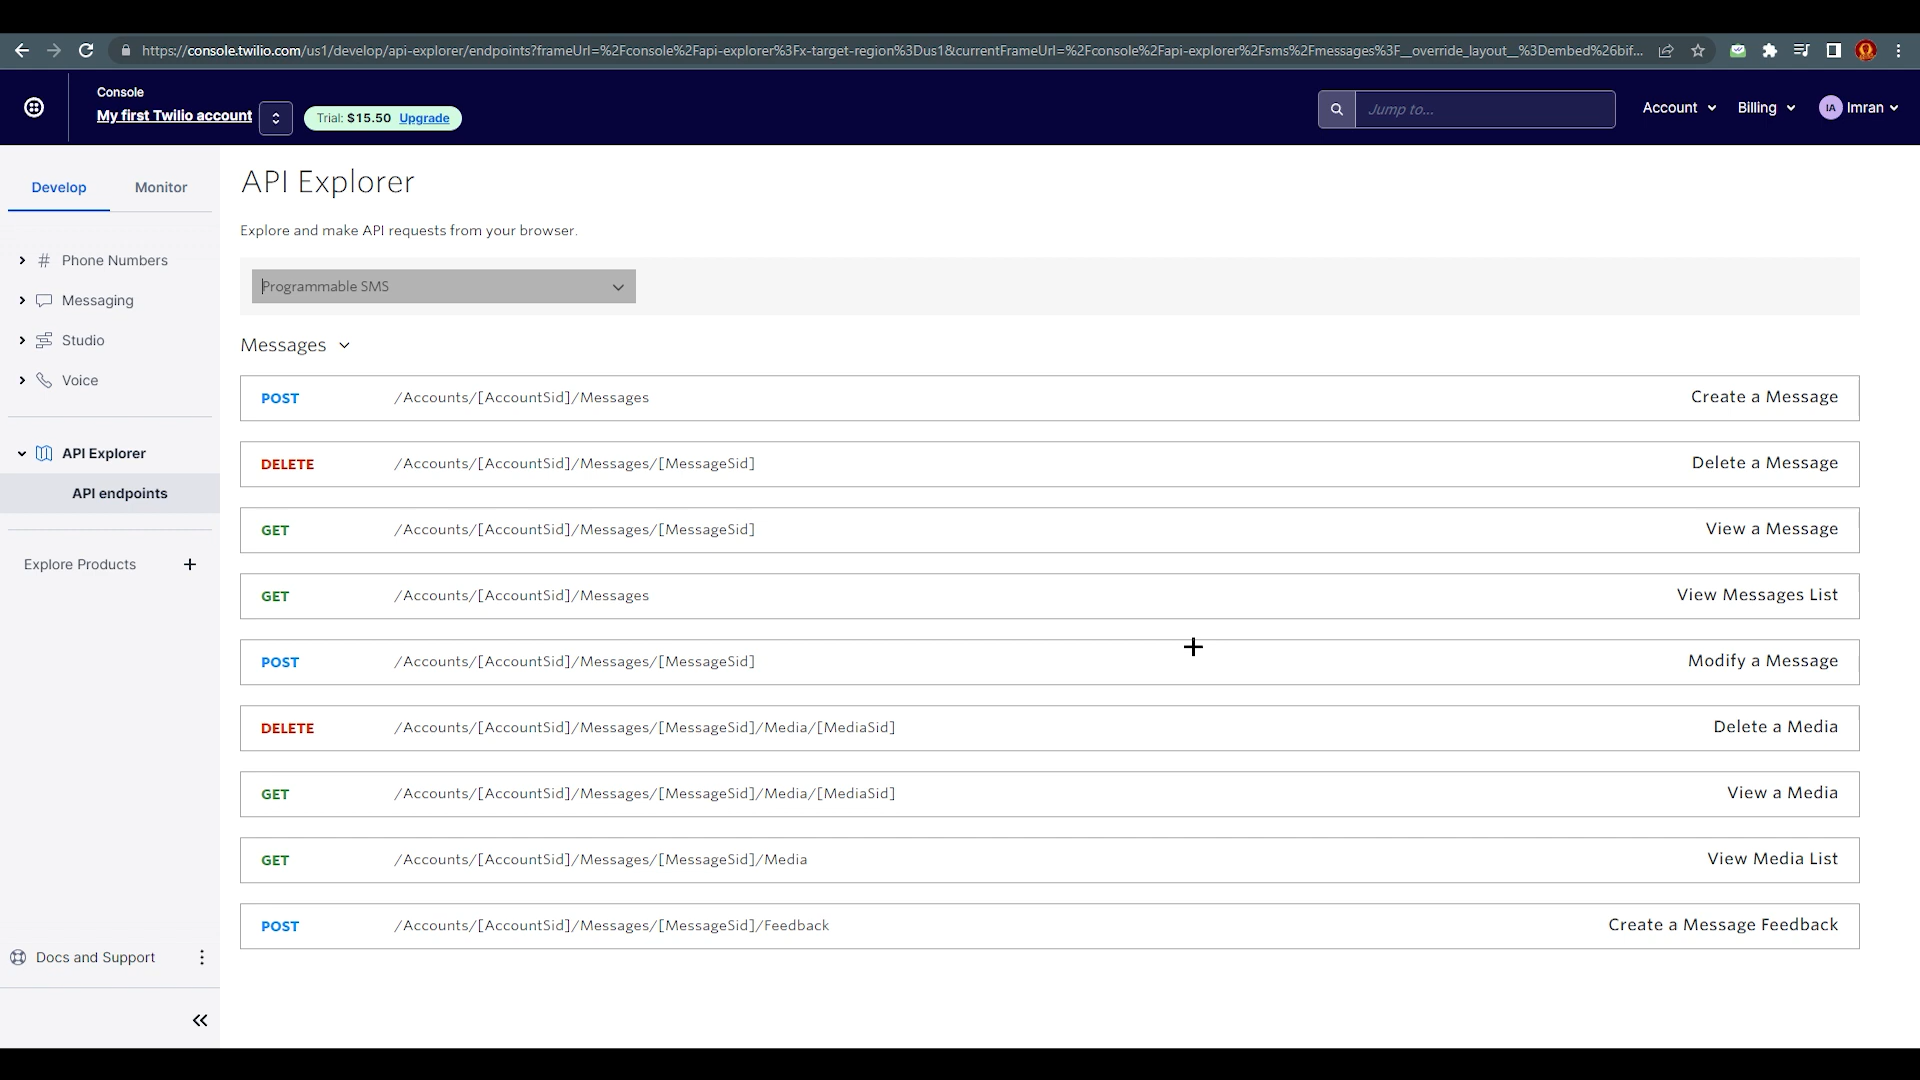 https://console.twilio.com/us1/develop/api-explorer/endpoints?frameUrl=%2Fconsole%2Fapi-explorer%3Fx-target-region%3Dus1&currentFrameUrl=%2Fconsole%2Fapi-explorer%2Fsms%2Fmessages%3F__override_layout__%3Dembed%26bif...
Console
My first Twilio account
Trial: $15.50 Upgrade
Jump to...
Account
Billing
IA Imran
Develop
Monitor
Phone Numbers
Messaging
Studio
Voice
API Explorer
API endpoints
Explore Products
Docs and Support
API Explorer
Explore and make API requests from your browser.
Programmable SMS
Messages
POST /Accounts/[AccountSid]/Messages Create a Message
DELETE /Accounts/[AccountSid]/Messages/[MessageSid] Delete a Message
GET /Accounts/[AccountSid]/Messages/[MessageSid] View a Message
GET /Accounts/[AccountSid]/Messages View Messages List
POST /Accounts/[AccountSid]/Messages/[MessageSid] Modify a Message
DELETE /Accounts/[AccountSid]/Messages/[MessageSid]/Media/[MediaSid] Delete a Media
GET /Accounts/[AccountSid]/Messages/[MessageSid]/Media/[MediaSid] View a Media
GET /Accounts/[AccountSid]/Messages/[MessageSid]/Media View Media List
POST /Accounts/[AccountSid]/Messages/[MessageSid]/Feedback Create a Message Feedback